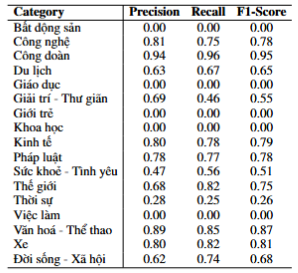 Category Precision Recall F1-Score
Bất động sản 0.00 0.00 0.00
Công nghệ 0.81 0.75 0.78
Công đoàn 0.94 0.96 0.95
Du lịch 0.63 0.67 0.65
Giáo dục 0.00 0.00 0.00
Giải trí - Thư giãn 0.69 0.46 0.55
Giới trẻ 0.00 0.00 0.00
Khoa học 0.00 0.00 0.00
Kinh tế 0.80 0.78 0.79
Pháp luật 0.78 0.77 0.78
Sức khoẻ - Tình yêu 0.47 0.56 0.51
Thế giới 0.68 0.82 0.75
Thời sự 0.28 0.25 0.26
Việc làm 0.00 0.00 0.00
Văn hoá - Thể thao 0.89 0.85 0.87
Xe 0.80 0.82 0.81
Đời sống - Xã hội 0.62 0.74 0.68